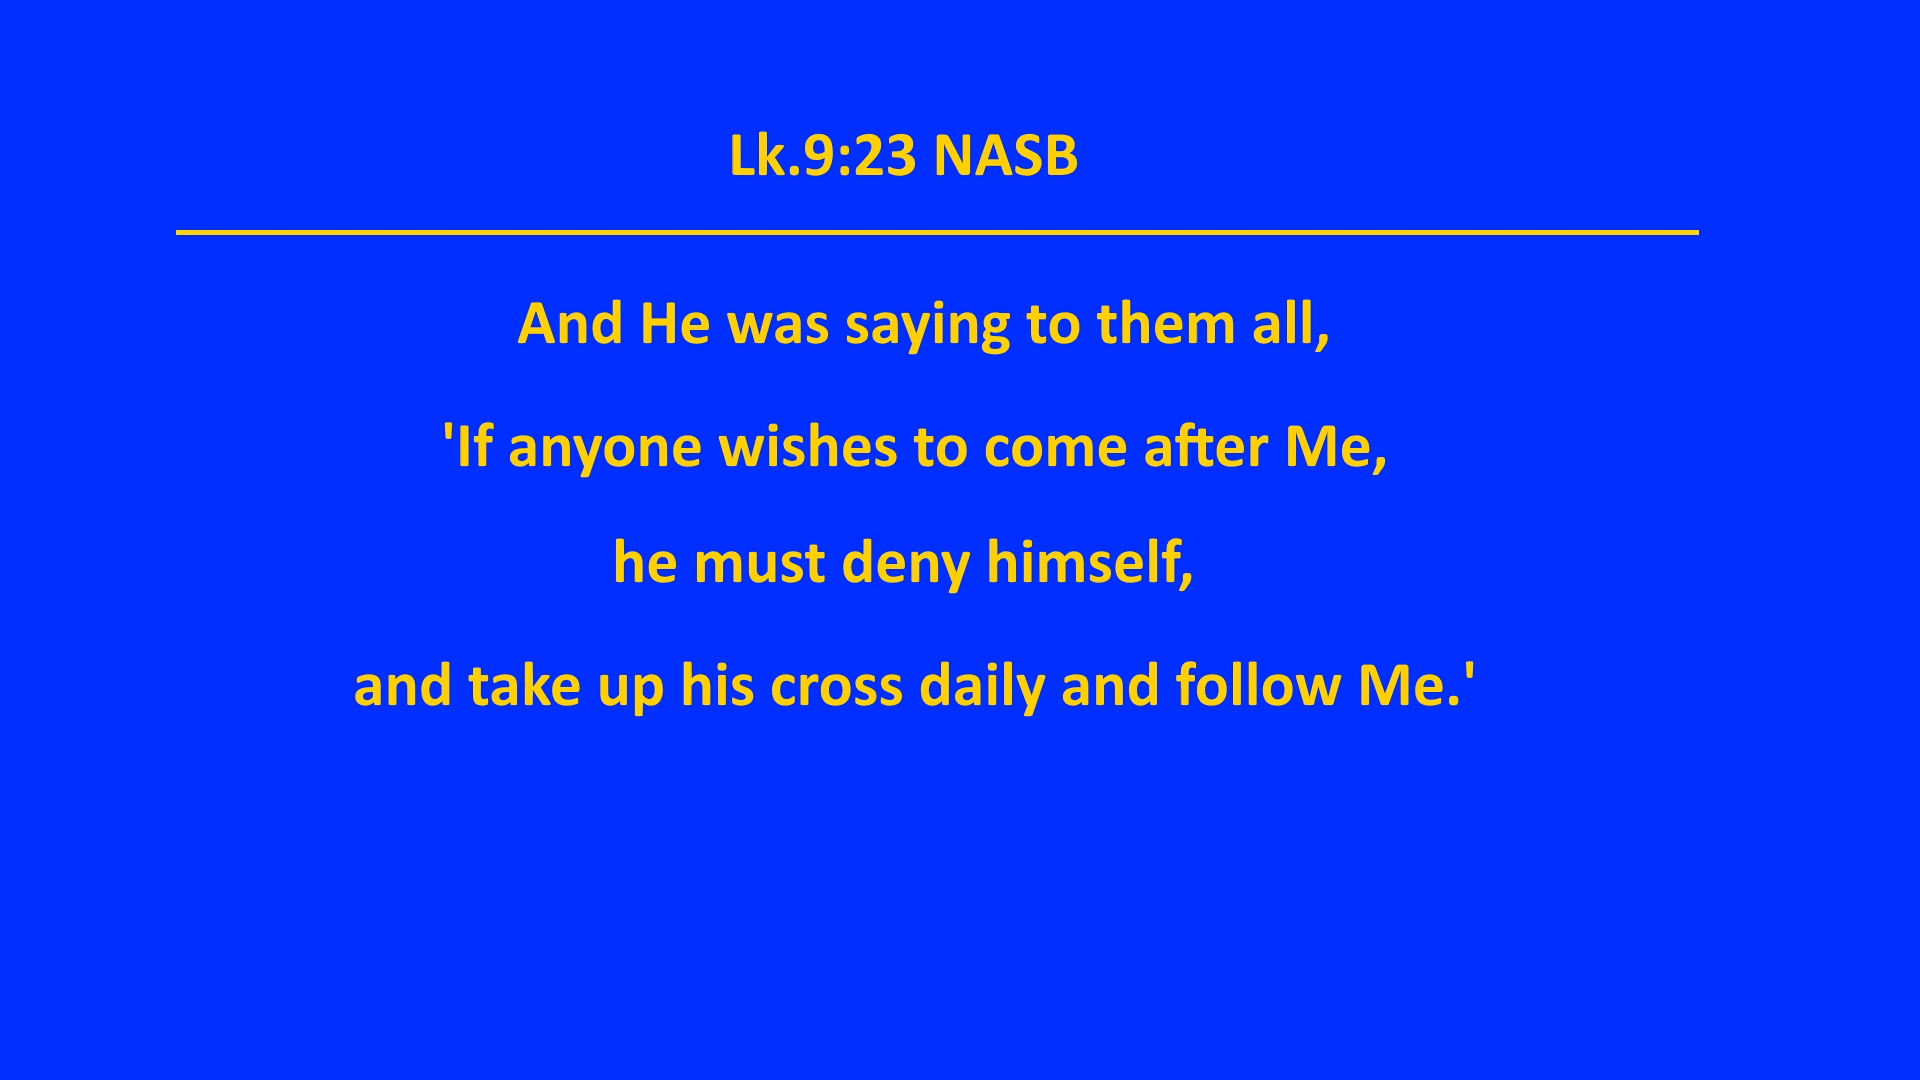 Lk.9:23 NASB
And He was saying to them all,
'If anyone wishes to come after Me,
he must deny himself,
and take up his cross daily and follow Me.'